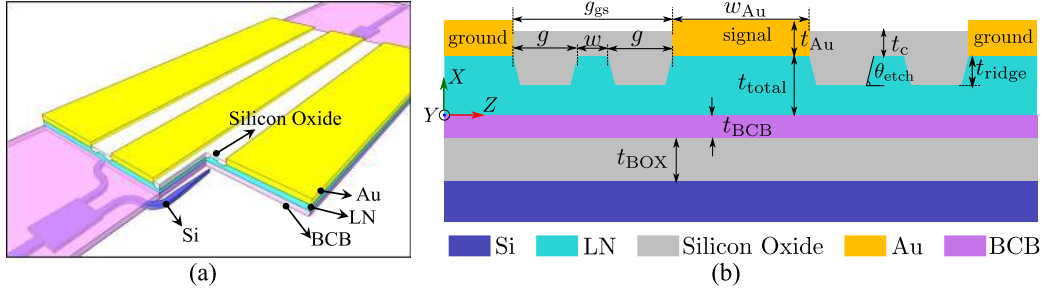 Silicon Oxide
Au
LN
BCB
Si
(a)
g_gs
w_Au
ground
signal
ground
g
w
g
t_Au
t_c
t_total
θ_etch
t_ridge
X
Y
Z
t_BCB
t_BOX
Si
LN
Silicon Oxide
Au
BCB
(b)